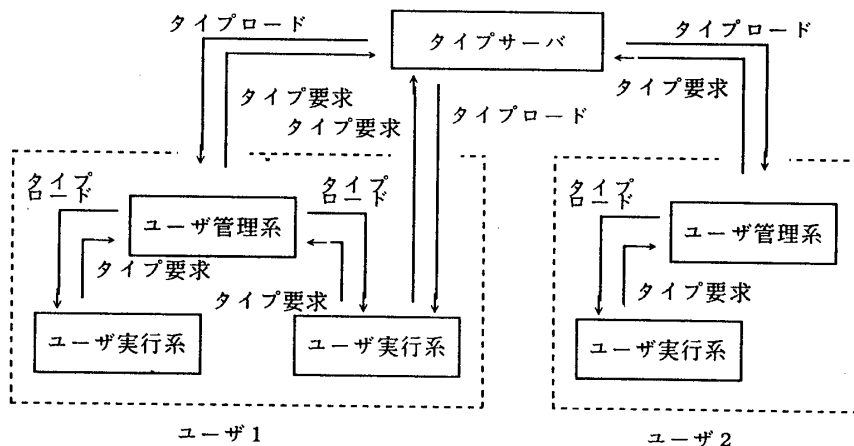 タイプロード
タイプサーバ
タイプロード
タイプ要求
タイプ要求
タイプロード
タイプ要求
タイプ
ロード
ユーザ管理系
タイプ
ロード
タイプ要求
タイプ要求
ユーザ実行系
ユーザ実行系
タイプ
ロード
ユーザ管理系
タイプ要求
ユーザ実行系
ユーザ1
ユーザ2